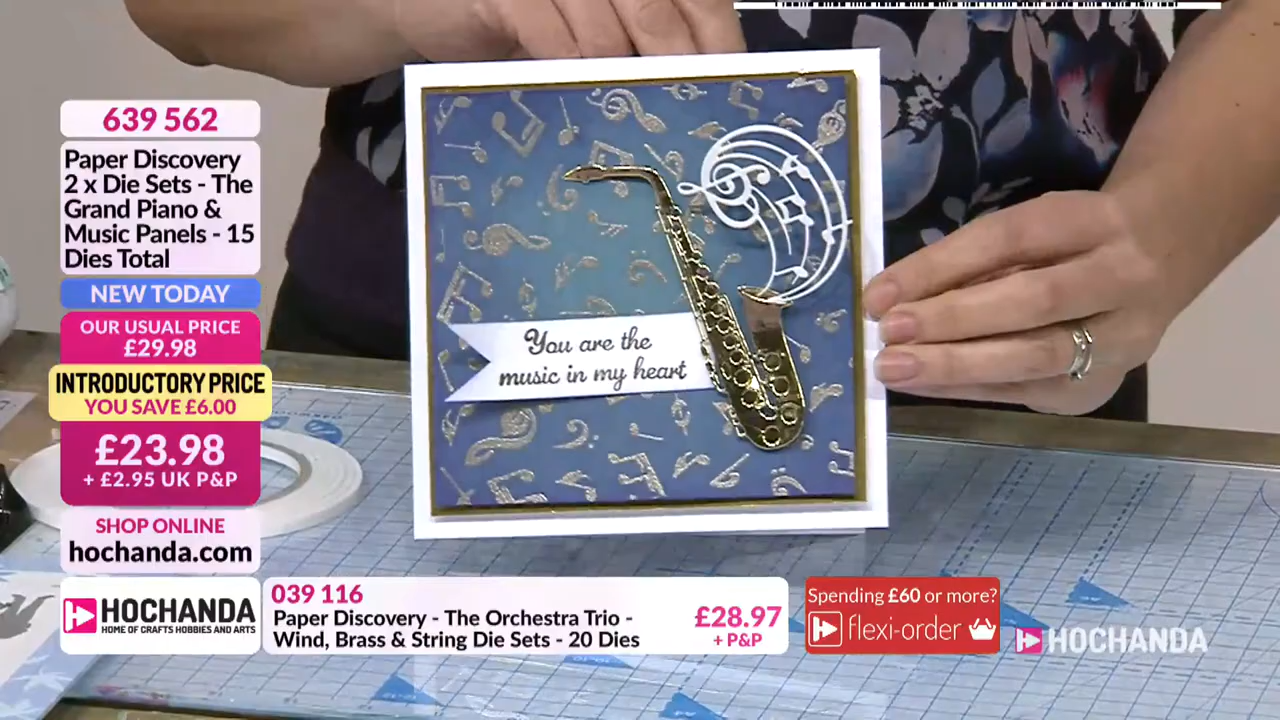 639 562
Paper Discovery
2 x Die Sets - The
Grand Piano &
Music Panels - 15
Dies Total
NEW TODAY
OUR USUAL PRICE
£29.98
INTRODUCTORY PRICE
YOU SAVE £6.00
£23.98
+ £2.95 UK P&P
SHOP ONLINE
hochanda.com
HOCHANDA
HOME OF CRAFTS HOBBIES AND ARTS
039 116
Paper Discovery - The Orchestra Trio -
Wind, Brass & String Die Sets - 20 Dies
£28.97
+ P&P
Spending £60 or more?
flexi-order
HOCHANDA
You are the
music in my heart